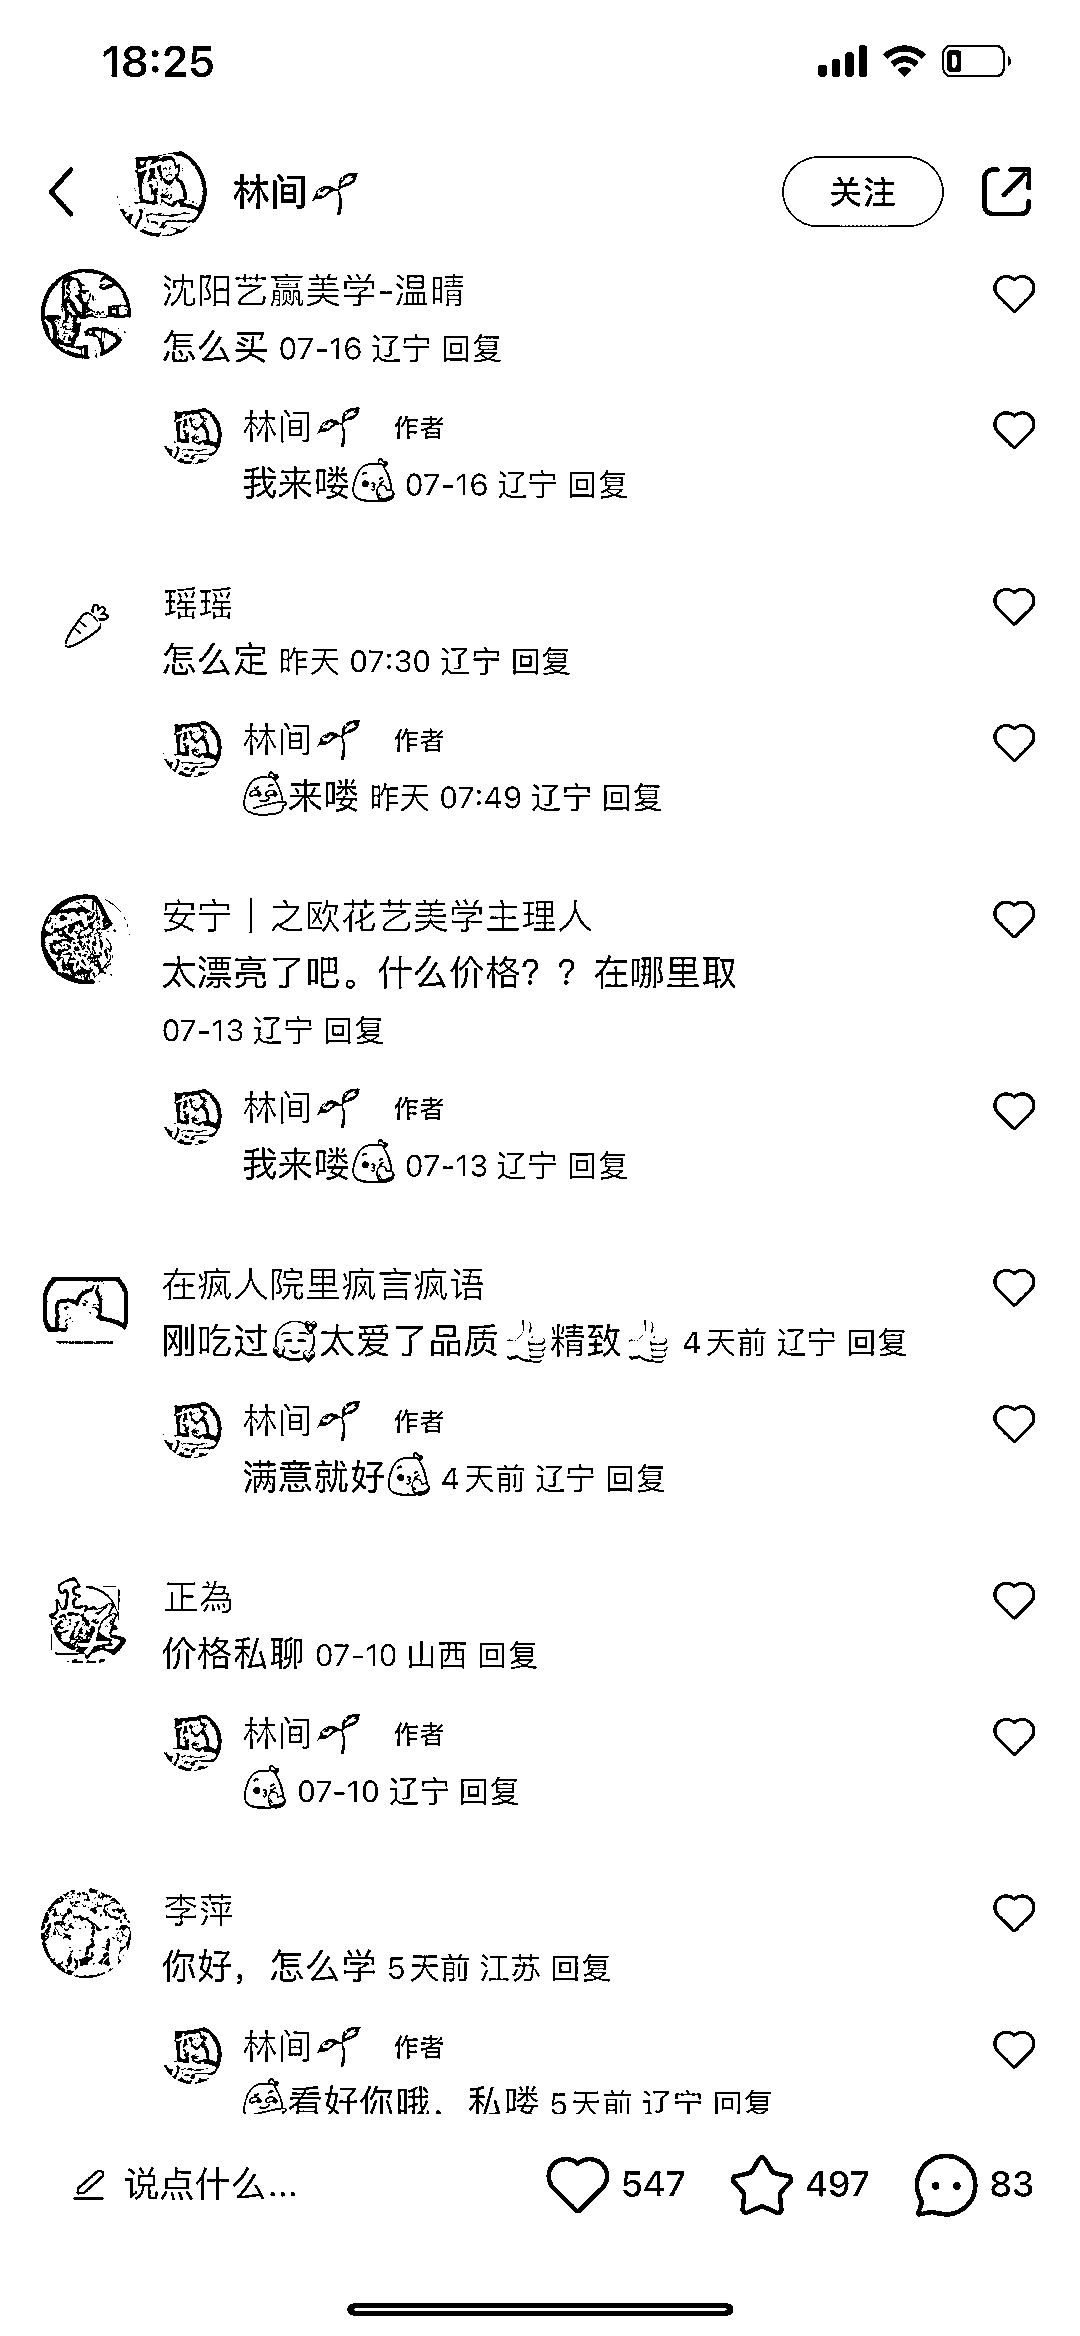 18:25
林间 关注
沈阳艺赢美学-温晴
怎么买 07-16 辽宁 回复
林间 作者
我来喽 07-16 辽宁 回复
瑶瑶
怎么定 昨天 07:30 辽宁 回复
林间 作者
来喽 昨天 07:49 辽宁 回复
安宁｜之欧花艺美学主理人
太漂亮了吧。什么价格？？在哪里取
07-13 辽宁 回复
林间 作者
我来喽 07-13 辽宁 回复
在疯人院里疯言疯语
刚吃过太爱了品质精致 4天前 辽宁 回复
林间 作者
满意就好 4天前 辽宁 回复
正為
价格私聊 07-10 山西 回复
林间 作者
07-10 辽宁 回复
李萍
你好，怎么学 5天前 江苏 回复
林间 作者
看好你哦，私喽 5天前 辽宁 回复
说点什么... 547 497 83